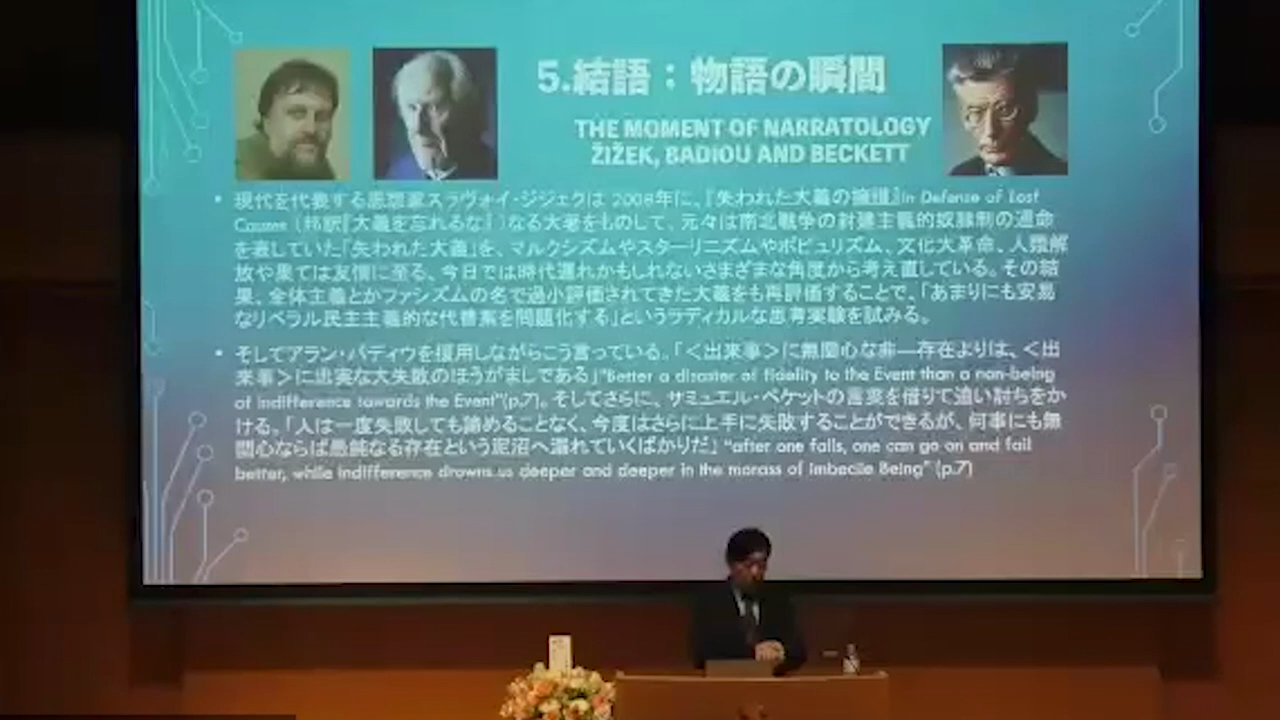 5.結語：物語の瞬間
THE MOMENT OF NARRATOLOGY
ŽIŽEK, BADIOU AND BECKETT
• 現代を代表する思想家スラヴォイ・ジジェクは 2008年に、『失われた大義の擁護』In Defense of Lost
Causes（邦訳『大義を忘れるな』）なる大著をものして、元々は南北戦争の封建主義的奴隷制の運命
を表していた「失われた大義」を、マルクシズムやスターリニズムやポピュリズム、文化大革命、人類解
放や果ては友情に至る、今日では時代遅れかもしれないさまざまな角度から考え直している。その結
果、全体主義とかファシズムの名で過小評価されてきた大義をも再評価することで、「あまりにも安易
なリベラル民主主義的な代替案を問題化する」というラディカルな思考実験を試みる。
• そしてアラン・バディウを援用しながらこう言っている。「＜出来事＞に無関心な非―存在よりは、＜出
来事＞に忠実な大失敗のほうがましである」"Better a disaster of fidelity to the Event than a non-being
of indifference towards the Event"(p.7)。そしてさらに、サミュエル・ベケットの言葉を借りて追い討ちをか
ける。「人は一度失敗しても諦めることなく、今度はさらに上手に失敗することができるが、何事にも無
関心ならば愚鈍なる存在という泥沼へ溺れていくばかりだ」 "after one fails, one can go on and fail
better, while indifference drowns us deeper and deeper in the morass of imbecile Being" (p.7)